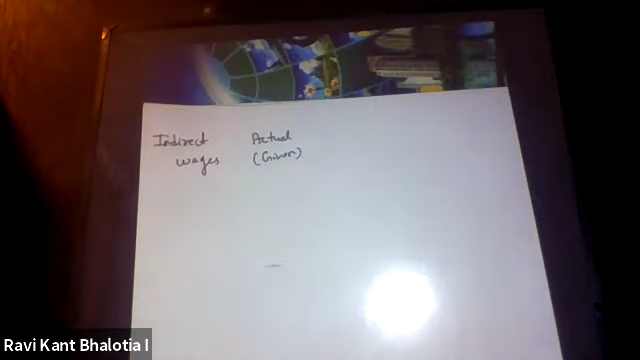 Indirect Actual
wages (Given)
Ravi Kant Bhalotia I